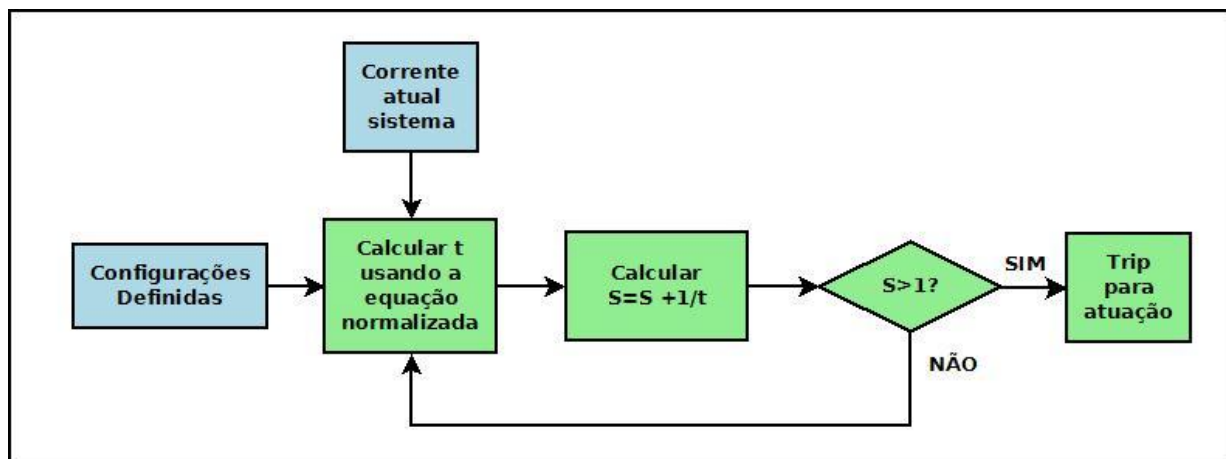 Corrente
atual
sistema
Configurações
Definidas
Calcular t
usando a
equação
normalizada
Calcular
S=S +1/t
S>1?
SIM
NÃO
Trip
para
atuação